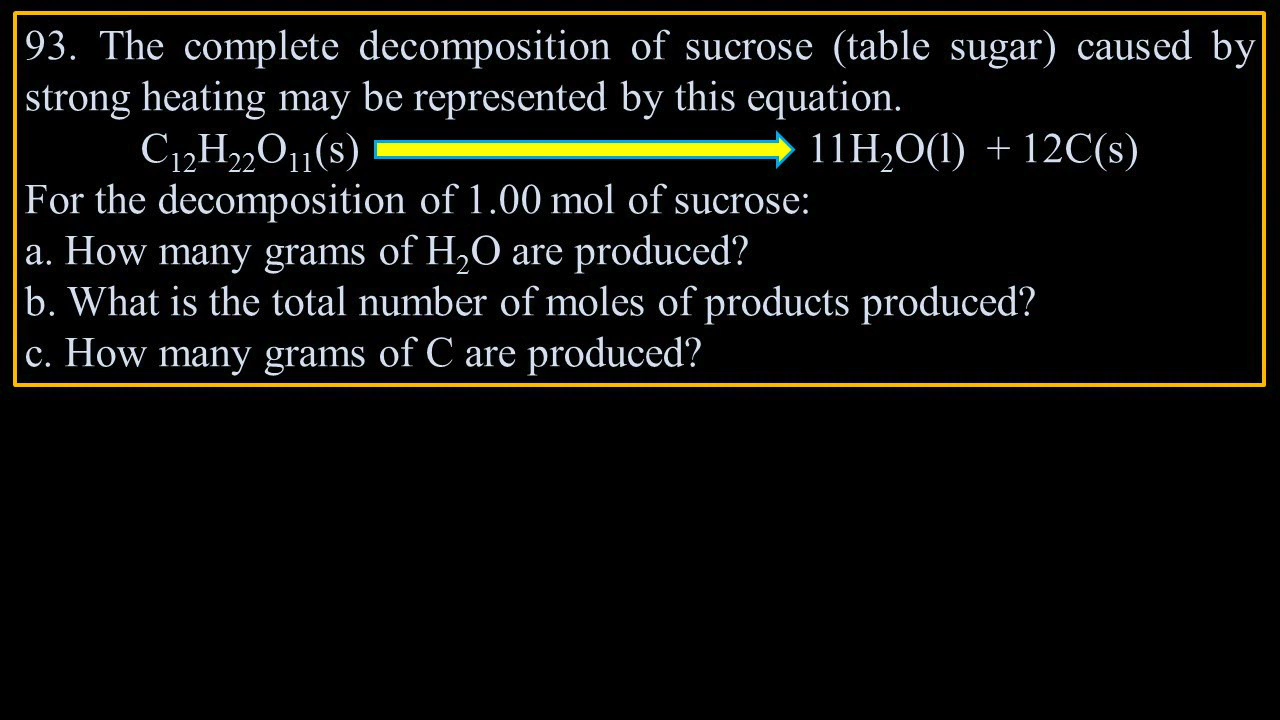 93. The complete decomposition of sucrose (table sugar) caused by
strong heating may be represented by this equation.
C₁₂H₂₂O₁₁(s) 11H₂O(l) + 12C(s)
For the decomposition of 1.00 mol of sucrose:
a. How many grams of H₂O are produced?
b. What is the total number of moles of products produced?
c. How many grams of C are produced?